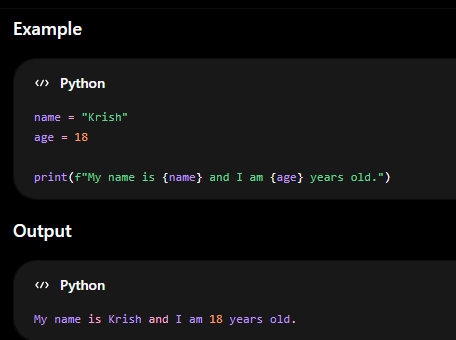 Example
</> Python
name = "Krish"
age = 18
print(f"My name is {name} and I am {age} years old.")
Output
</> Python
My name is Krish and I am 18 years old.